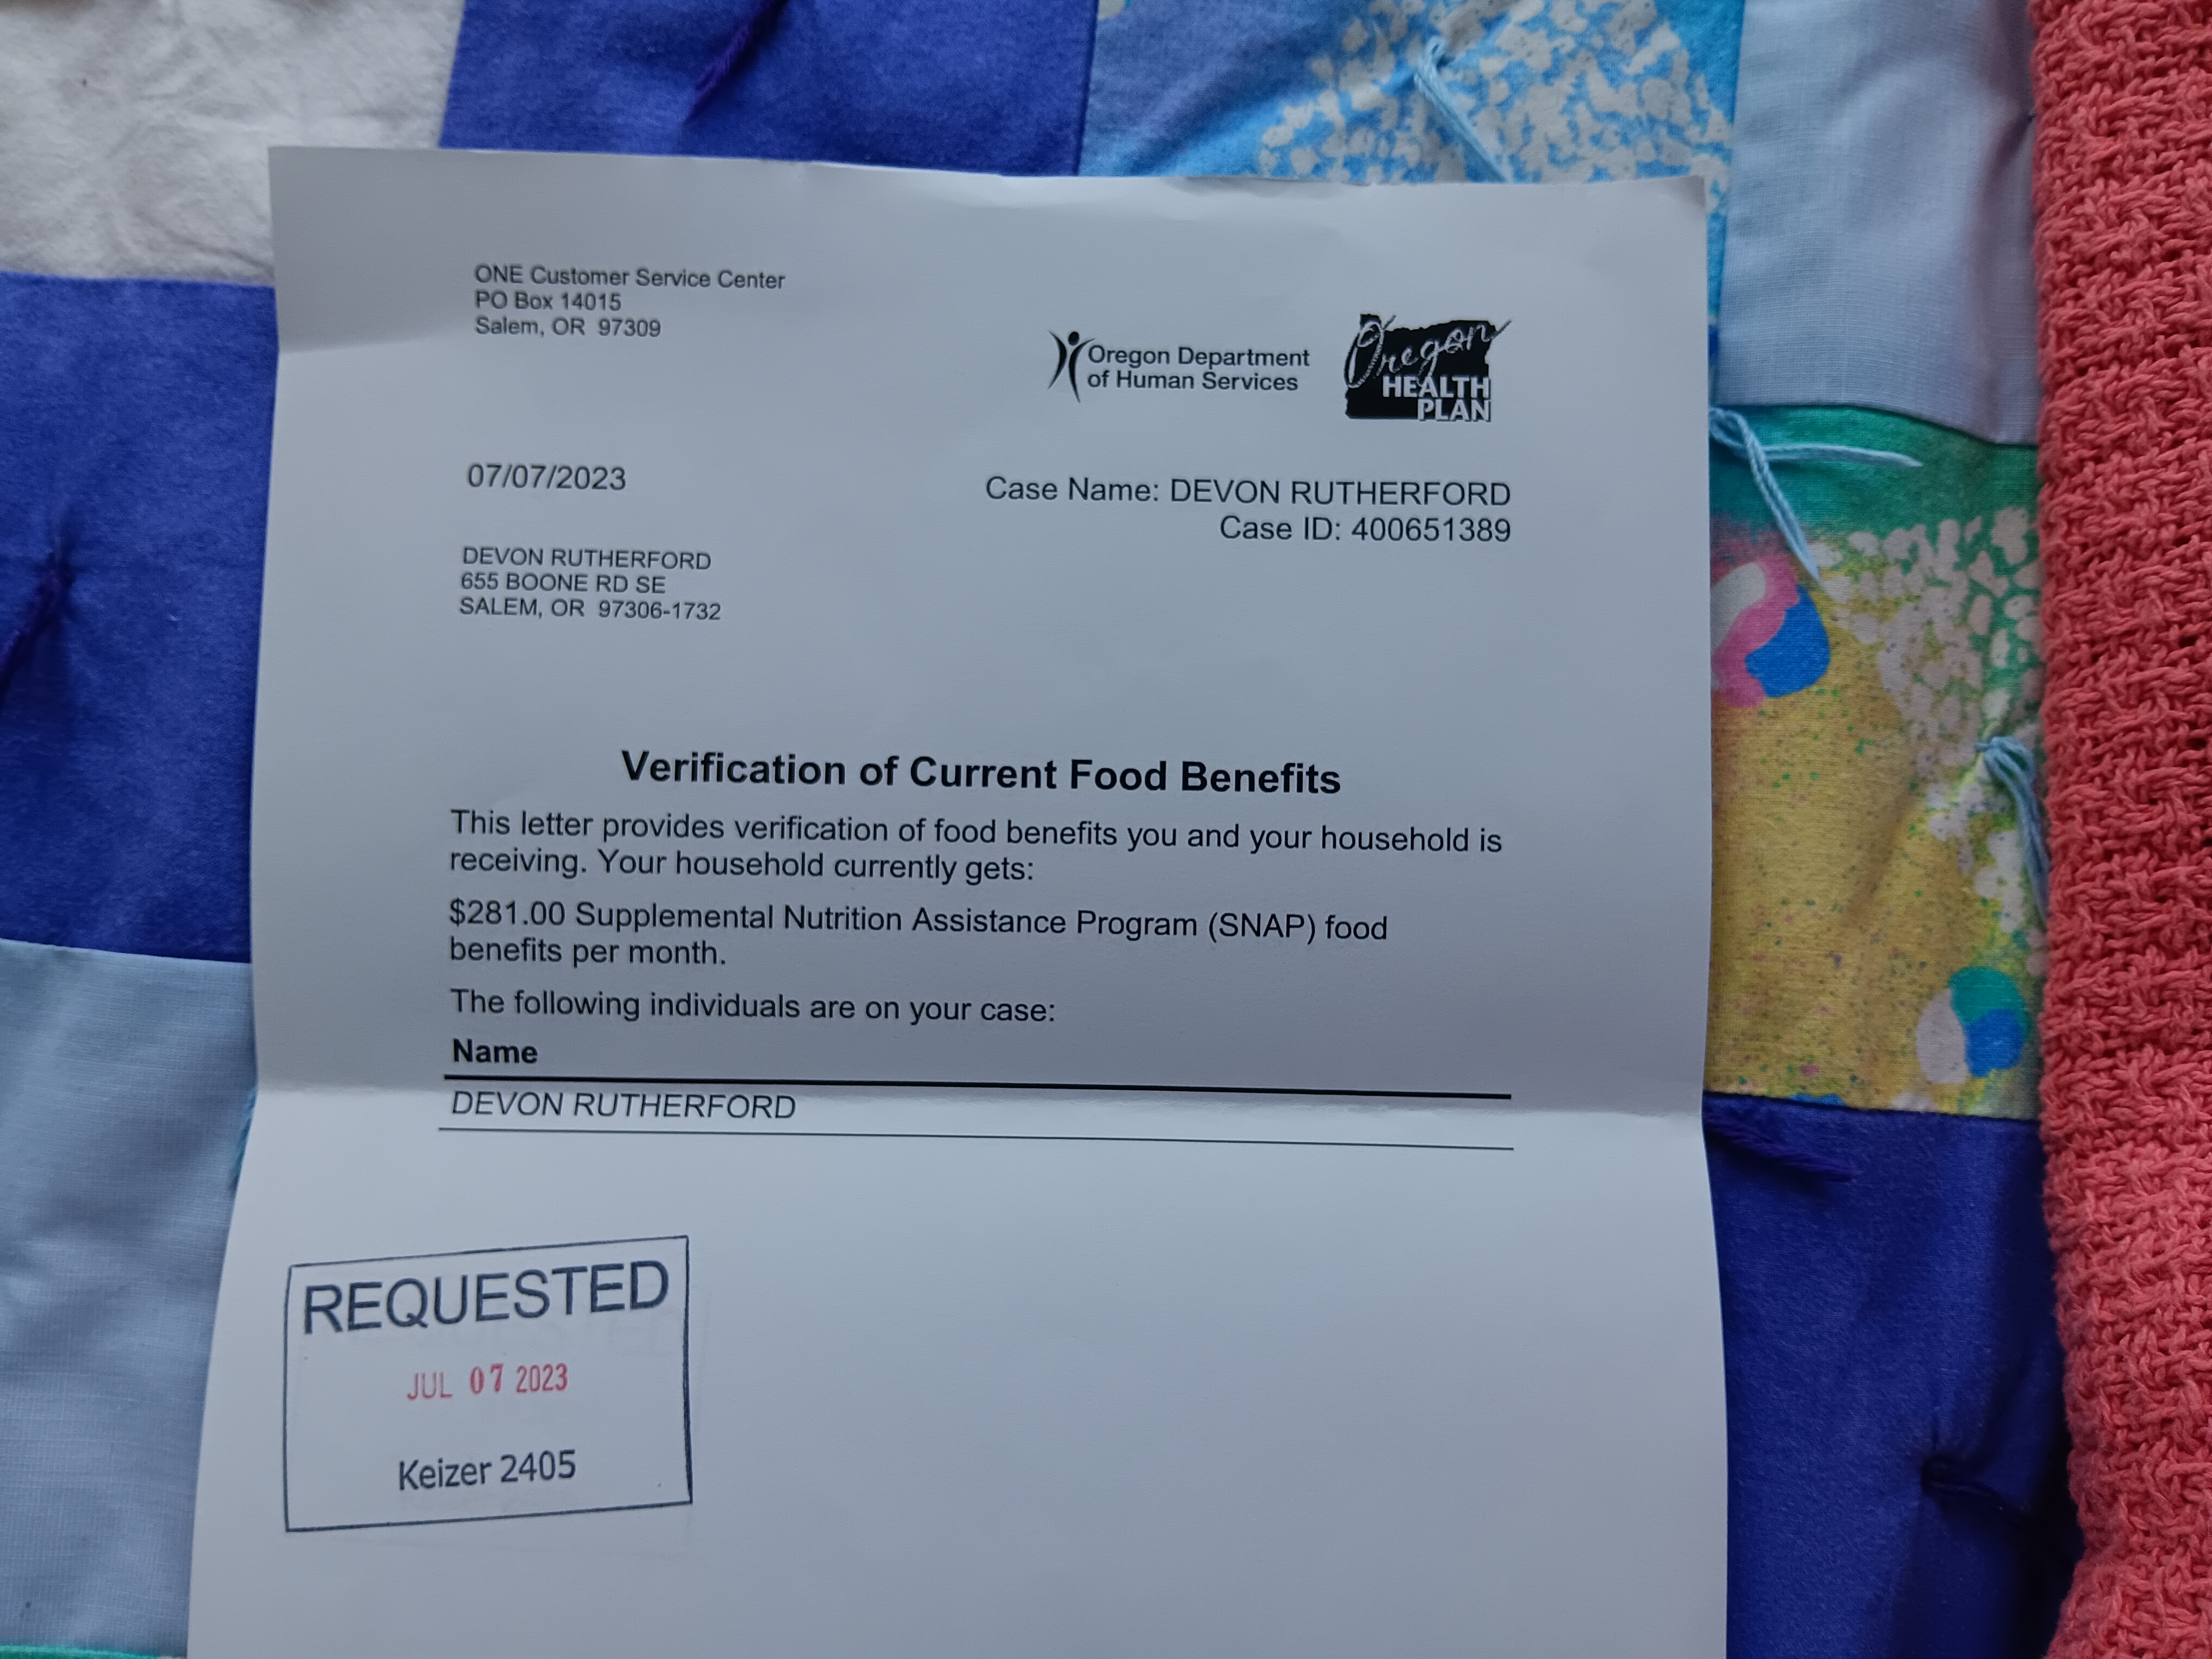 ONE Customer Service Center
PO Box 14015
Salem, OR 97309
Oregon Department
of Human Services
Oregon
HEALTH
PLAN
07/07/2023
Case Name: DEVON RUTHERFORD
Case ID: 400651389
DEVON RUTHERFORD
655 BOONE RD SE
SALEM, OR 97306-1732
Verification of Current Food Benefits
This letter provides verification of food benefits you and your household is
receiving. Your household currently gets:
$281.00 Supplemental Nutrition Assistance Program (SNAP) food
benefits per month.
The following individuals are on your case:
Name
DEVON RUTHERFORD
REQUESTED
JUL 07 2023
Keizer 2405